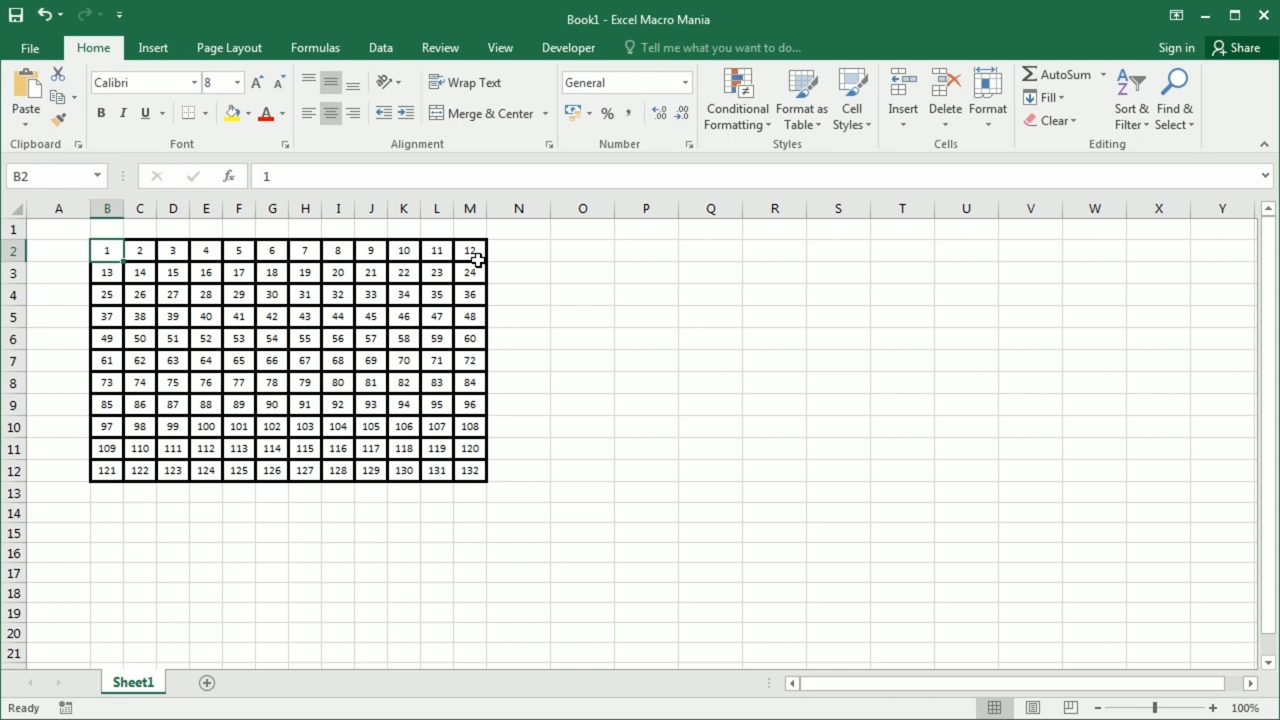 Book1 - Excel Macro Mania
File Home Insert Page Layout Formulas Data Review View Developer Tell me what you want to do... Sign in Share
Paste
Clipboard
Calibri 8
A A
B I U A
Font
Wrap Text
Merge & Center
Alignment
General
% ,
Number
Conditional Formatting
Format as Table
Cell Styles
Styles
Insert Delete Format
Cells
AutoSum
Fill
Clear
Sort & Filter
Find & Select
Editing
B2 fx 1
A B C D E F G H I J K L M N O P Q R S T U V W X Y
1
2 1 2 3 4 5 6 7 8 9 10 11 12
3 13 14 15 16 17 18 19 20 21 22 23 24
4 25 26 27 28 29 30 31 32 33 34 35 36
5 37 38 39 40 41 42 43 44 45 46 47 48
6 49 50 51 52 53 54 55 56 57 58 59 60
7 61 62 63 64 65 66 67 68 69 70 71 72
8 73 74 75 76 77 78 79 80 81 82 83 84
9 85 86 87 88 89 90 91 92 93 94 95 96
10 97 98 99 100 101 102 103 104 105 106 107 108
11 109 110 111 112 113 114 115 116 117 118 119 120
12 121 122 123 124 125 126 127 128 129 130 131 132
13
14
15
16
17
18
19
20
21
Sheet1
Ready 100%